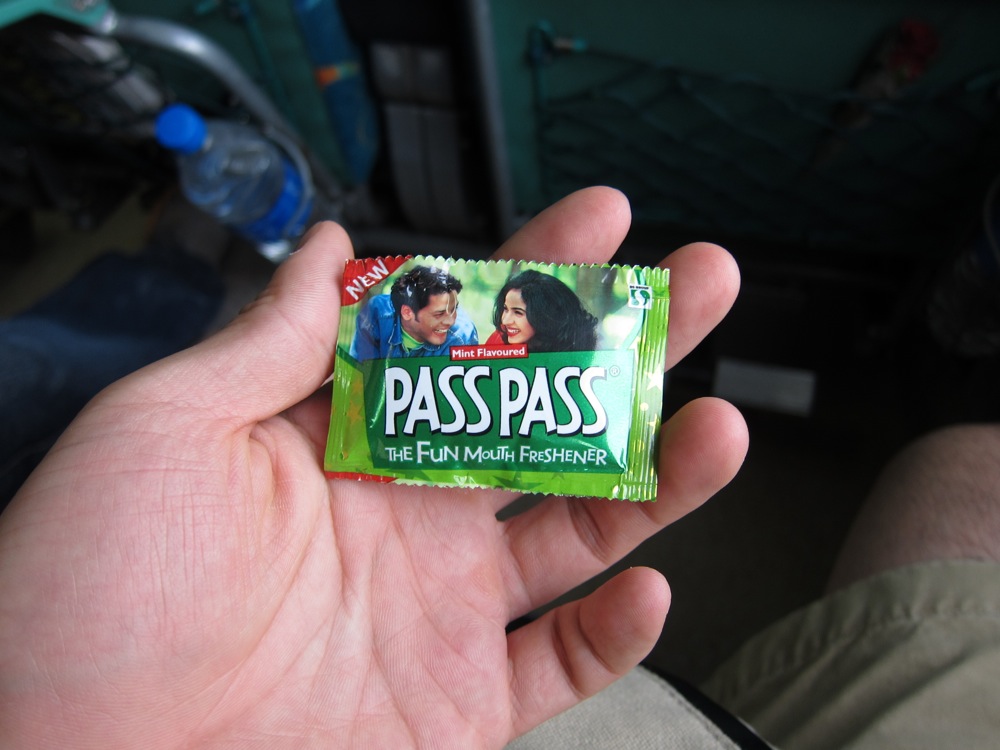 NEW
Mint Flavoured
PASS PASS®
THE FUN MOUTH FRESHENER